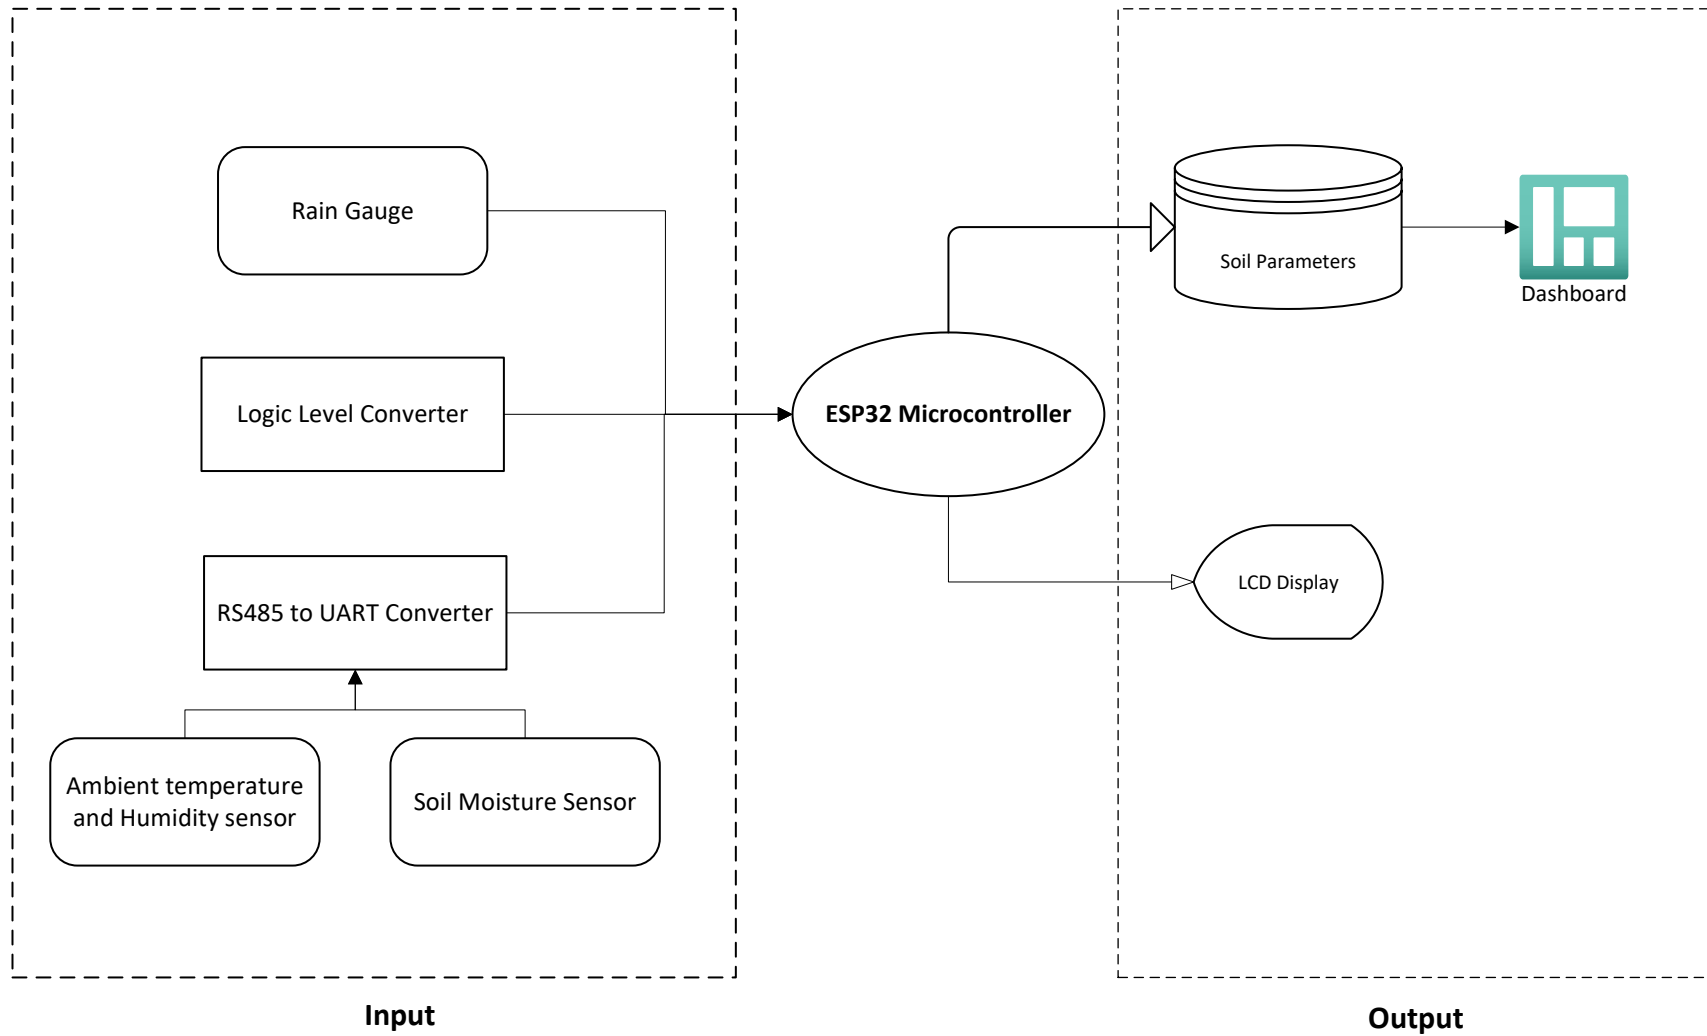 Rain Gauge
Logic Level Converter
RS485 to UART Converter
Ambient temperature
and Humidity sensor
Soil Moisture Sensor
Input
ESP32 Microcontroller
Soil Parameters
Dashboard
LCD Display
Output